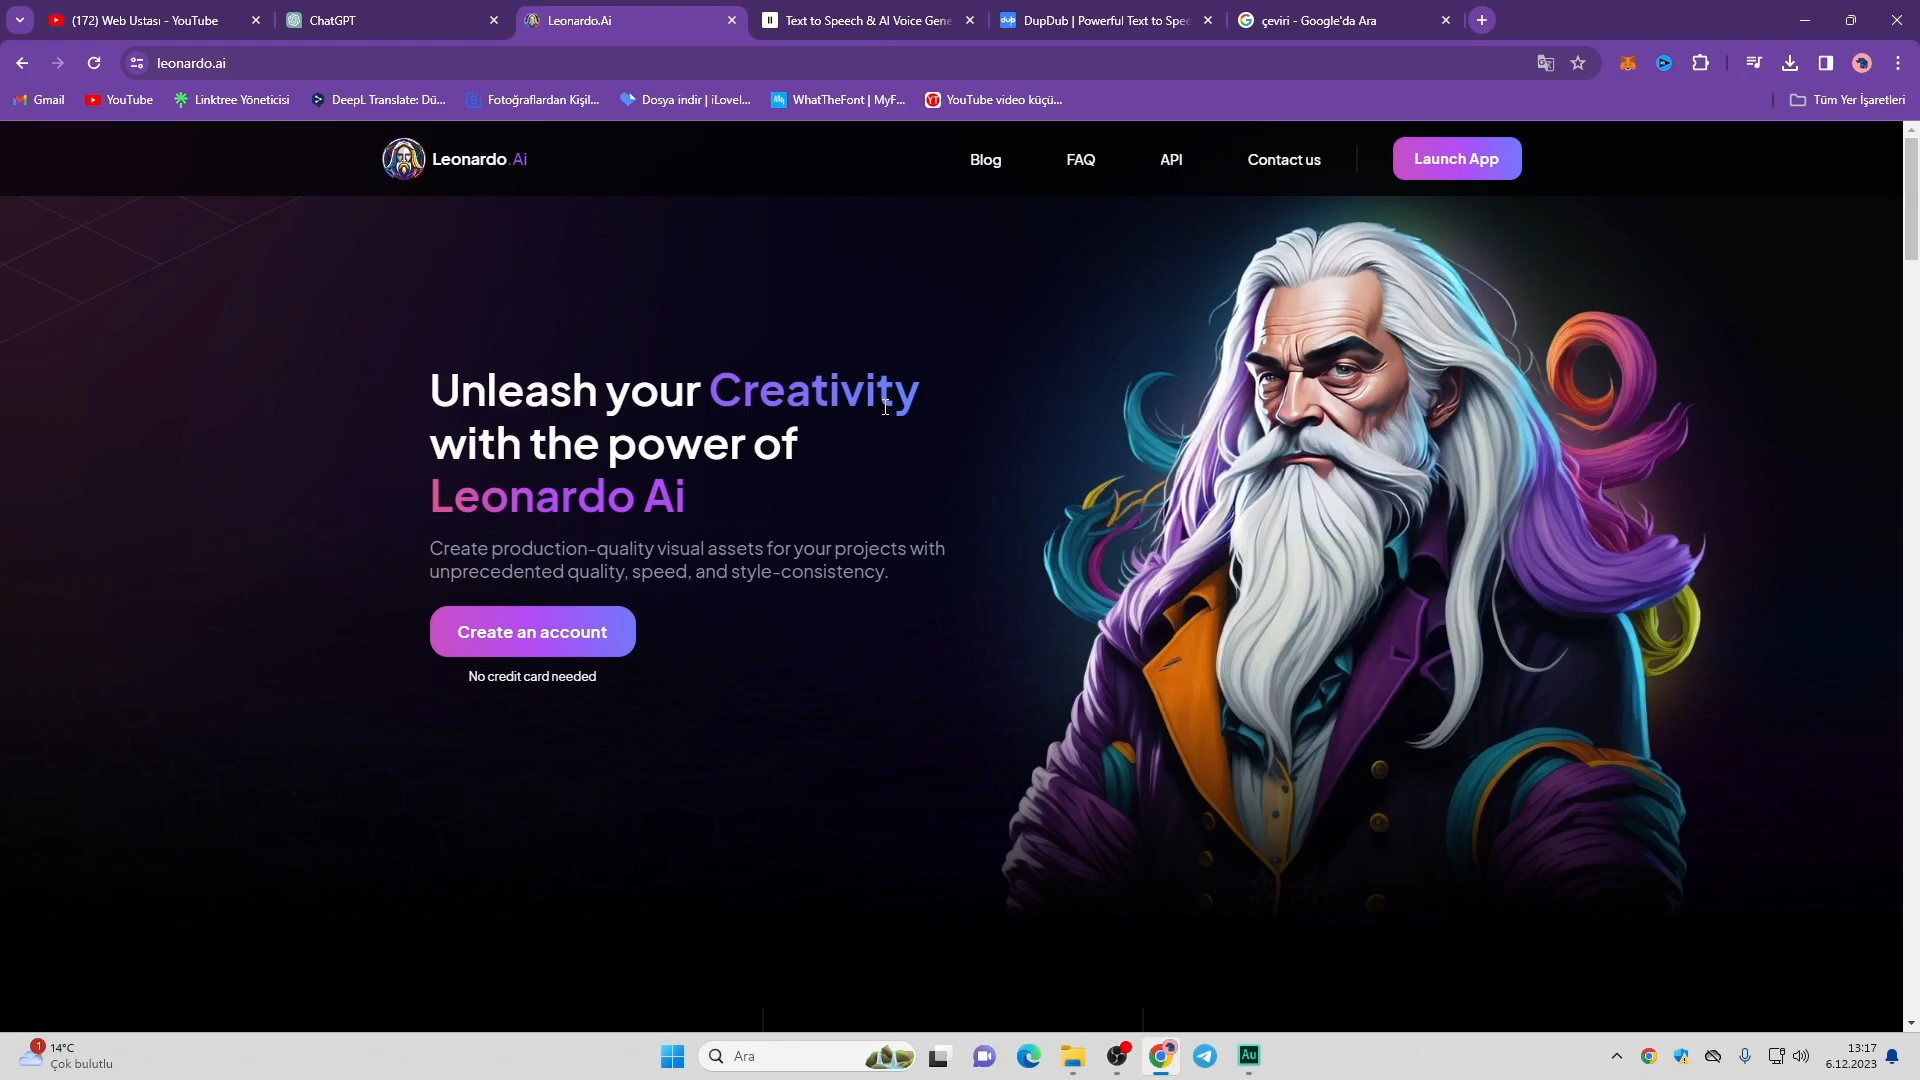 (172) Web Ustası - YouTube
ChatGPT
Leonardo.Ai
Text to Speech & AI Voice Gene
DupDub | Powerful Text to Spee
çeviri - Google'da Ara
leonardo.ai
Gmail
YouTube
Linktree Yöneticisi
DeepL Translate: Dü...
Fotoğraflardan Kişil...
Dosya indir | iLoveI...
WhatTheFont | MyF...
YouTube video küçü...
Tüm Yer İşaretleri
Leonardo.Ai
Blog
FAQ
API
Contact us
Launch App
Unleash your Creativity
with the power of
Leonardo Ai
Create production-quality visual assets for your projects with
unprecedented quality, speed, and style-consistency.
Create an account
No credit card needed
1
14°C
Çok bulutlu
Ara
Au
13:17
6.12.2023